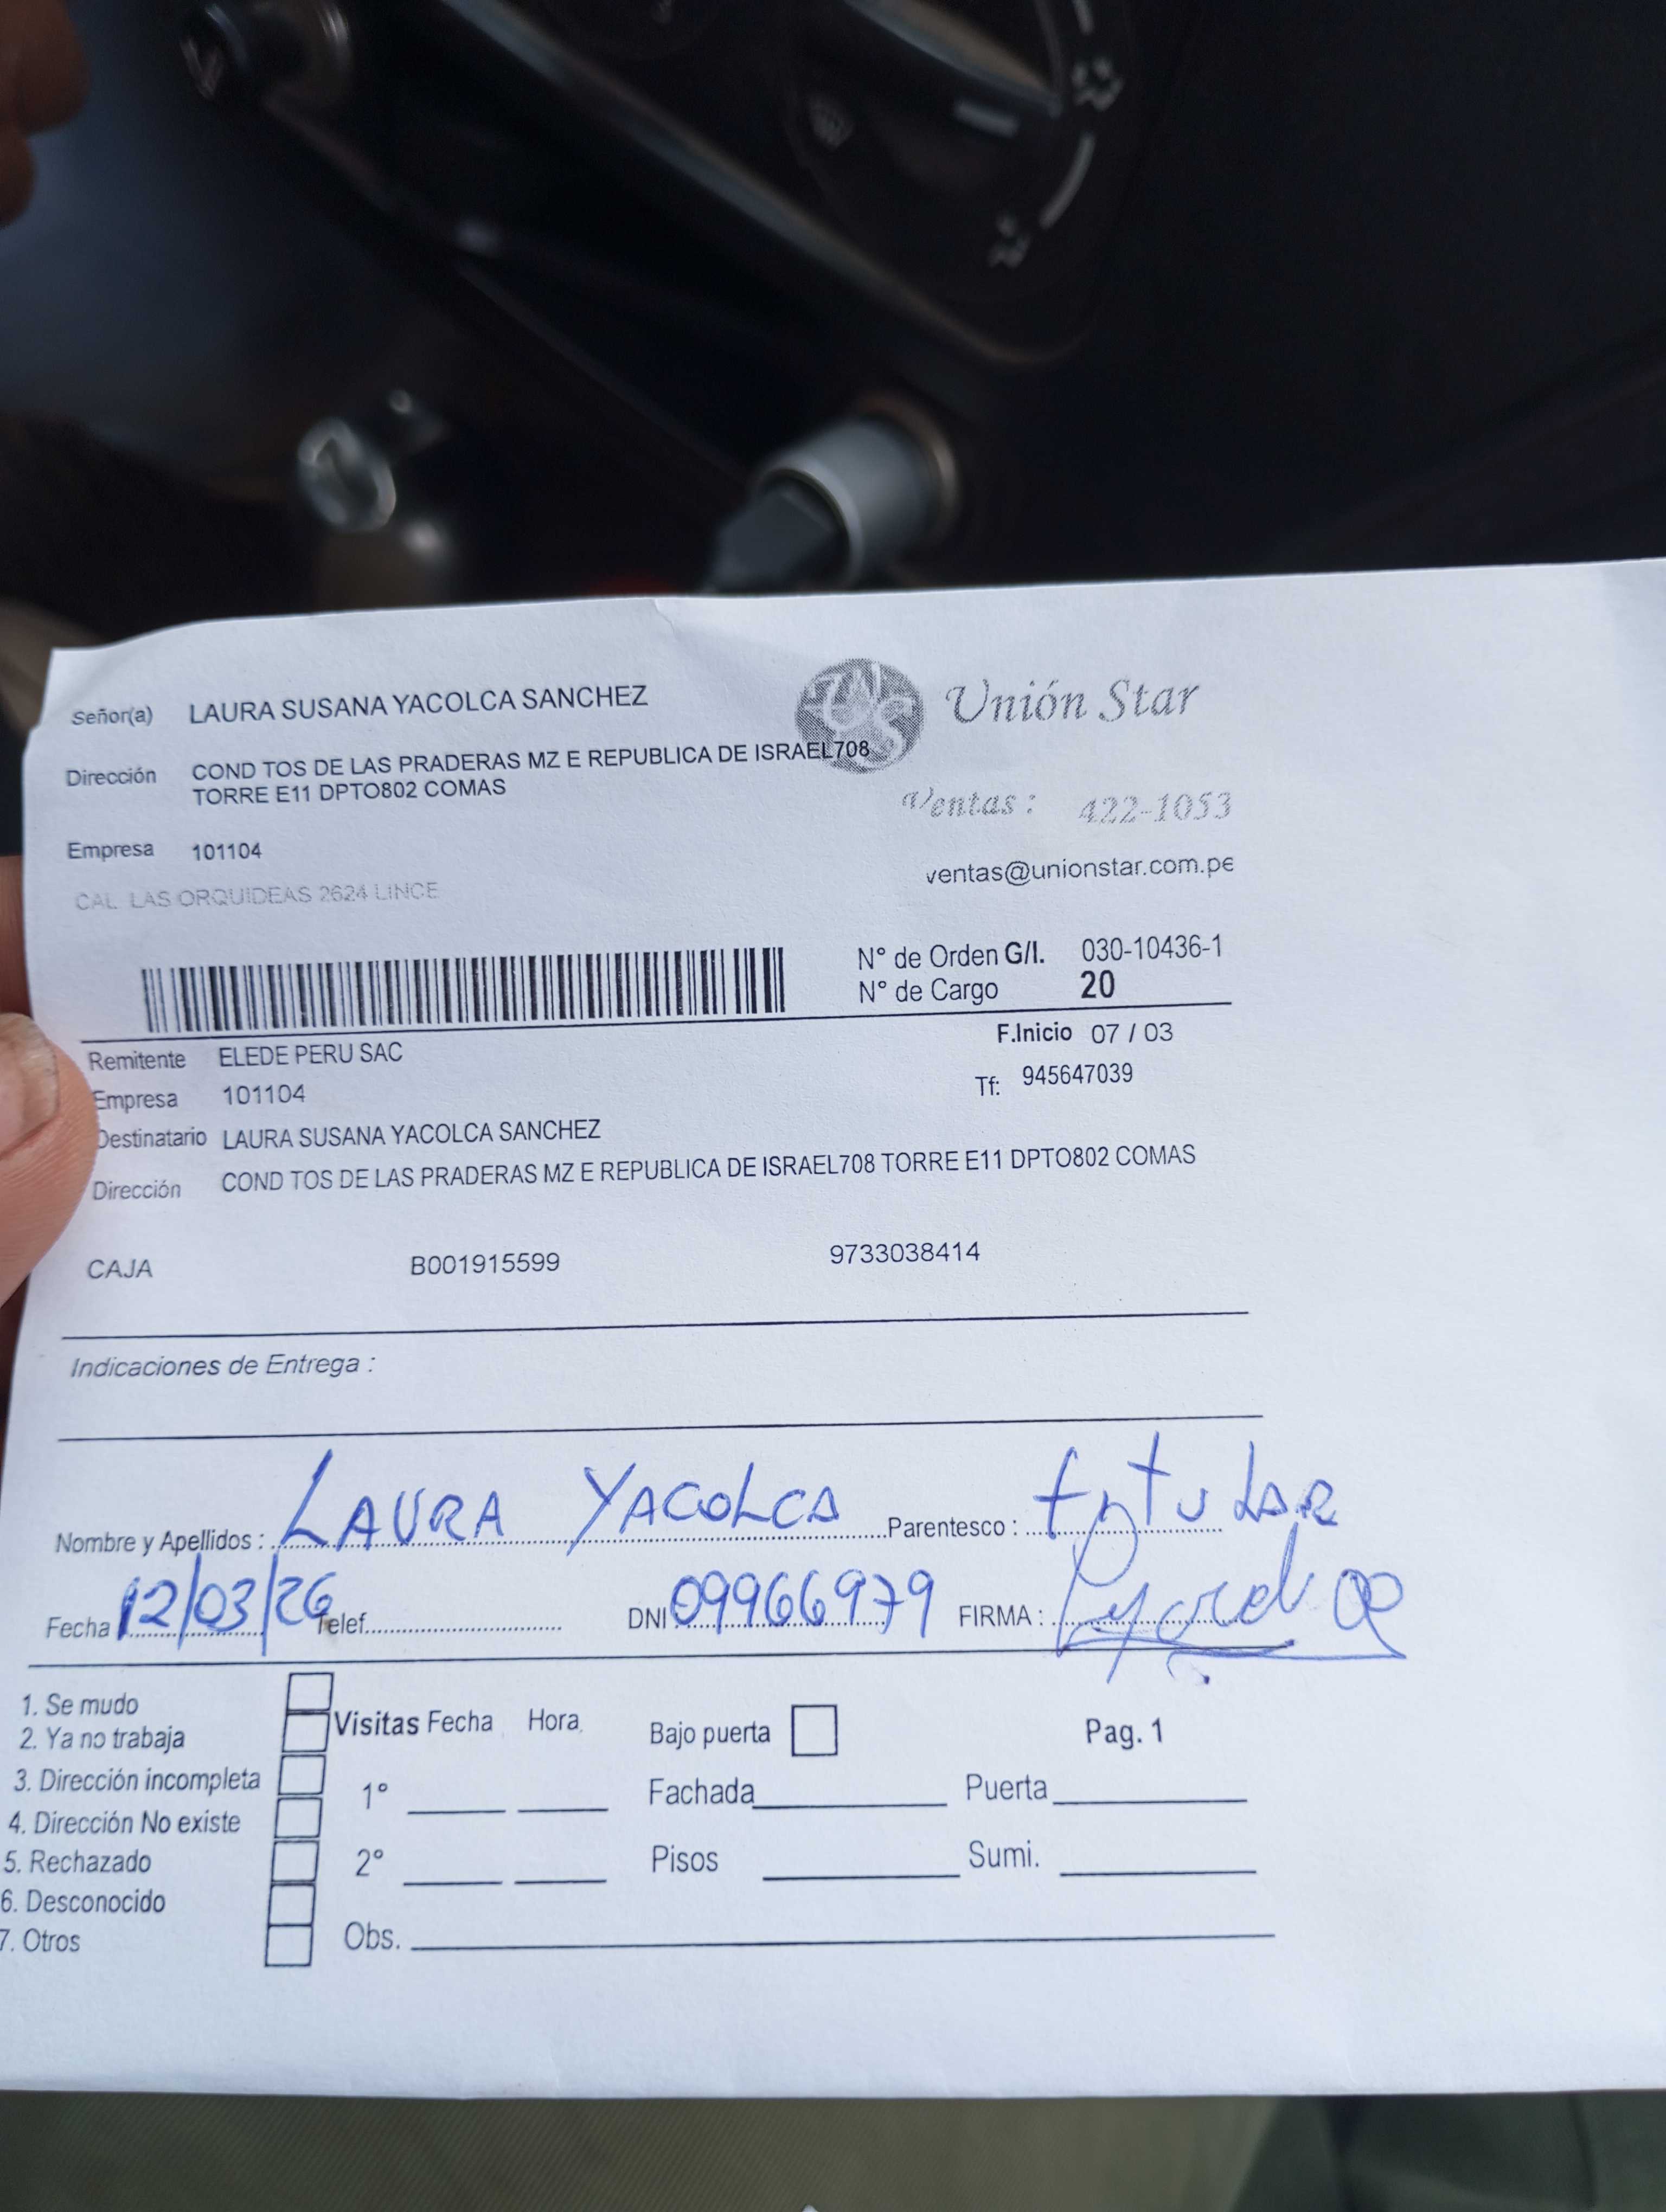 Señor(a) LAURA SUSANA YACOLCA SANCHEZ
Unión Star
Dirección COND TOS DE LAS PRADERAS MZ E REPUBLICA DE ISRAEL708
TORRE E11 DPTO802 COMAS
Ventas : 422-1053
Empresa 101104
ventas@unionstar.com.pe
CAL. LAS ORQUIDEAS 2624 LINCE
N° de Orden G/I. 030-10436-1
N° de Cargo 20
Remitente ELEDE PERU SAC
F.Inicio 07 / 03
Empresa 101104
Tf: 945647039
Destinatario LAURA SUSANA YACOLCA SANCHEZ
Dirección COND TOS DE LAS PRADERAS MZ E REPUBLICA DE ISRAEL708 TORRE E11 DPTO802 COMAS
CAJA B001915599 9733038414
Indicaciones de Entrega :
Nombre y Apellidos : LAURA YACOLCA Parentesco :
Fecha 12/03/26 Telef. DNI 09966979 FIRMA :
1. Se mudo
2. Ya no trabaja
3. Dirección incompleta
4. Dirección No existe
5. Rechazado
6. Desconocido
7. Otros
Visitas Fecha Hora Bajo puerta Pag. 1
1° Fachada Puerta
2° Pisos Sumi.
Obs.